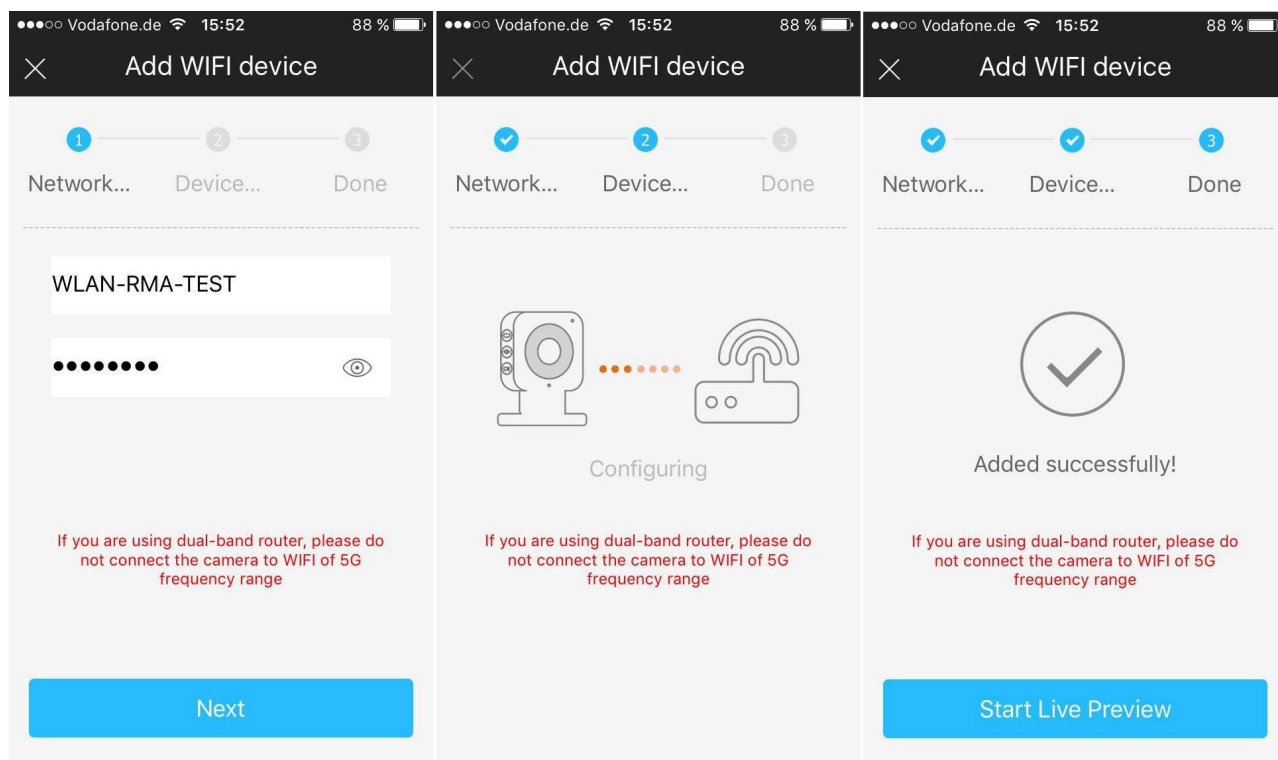 ●●●○○ Vodafone.de 15:52 88 %
Add WIFI device
1 2 3
Network... Device... Done
WLAN-RMA-TEST
●●●●●●●●
If you are using dual-band router, please do
not connect the camera to WIFI of 5G
frequency range
Next
●●●○○ Vodafone.de 15:52 88 %
Add WIFI device
2 3
Network... Device... Done
Configuring
If you are using dual-band router, please do
not connect the camera to WIFI of 5G
frequency range
●●●○○ Vodafone.de 15:52 88 %
Add WIFI device
3
Network... Device... Done
Added successfully!
If you are using dual-band router, please do
not connect the camera to WIFI of 5G
frequency range
Start Live Preview